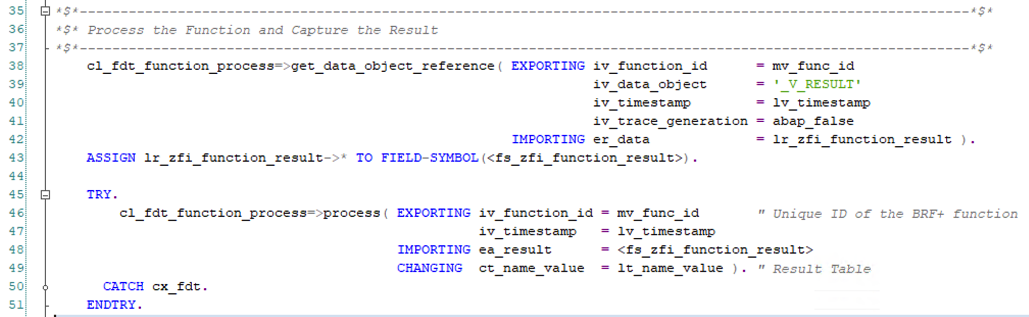 35 *$*----------------------------------------------------------------------------------------------------*$*
36 *$* Process the Function and Capture the Result
37 *$*----------------------------------------------------------------------------------------------------*$*
38 cl_fdt_function_process=>get_data_object_reference( EXPORTING iv_function_id = mv_func_id
39 iv_data_object = '_V_RESULT'
40 iv_timestamp = lv_timestamp
41 iv_trace_generation = abap_false
42 IMPORTING er_data = lr_zfi_function_result ).
43 ASSIGN lr_zfi_function_result->* TO FIELD-SYMBOL(<fs_zfi_function_result>).
44
45 TRY.
46 cl_fdt_function_process=>process( EXPORTING iv_function_id = mv_func_id " Unique ID of the BRF+ function
47 iv_timestamp = lv_timestamp
48 IMPORTING ea_result = <fs_zfi_function_result>
49 CHANGING ct_name_value = lt_name_value ). " Result Table
50 CATCH cx_fdt.
51 ENDTRY.